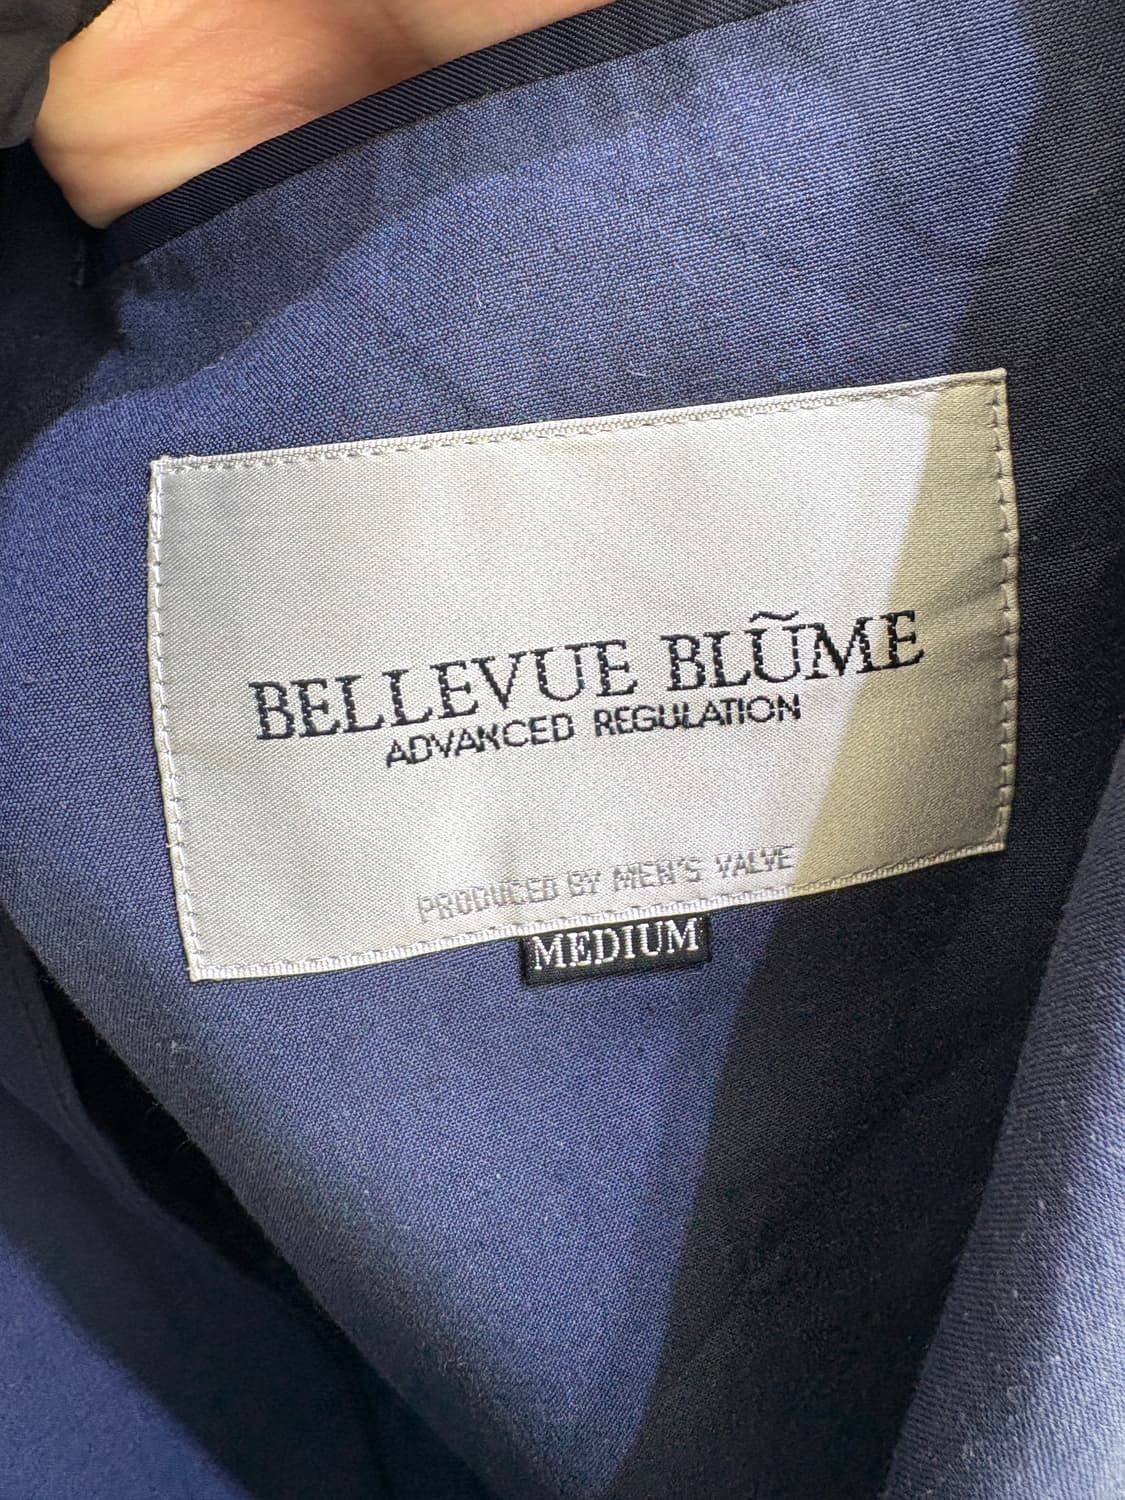 BELLEVUE BLŨME
ADVANCED REGULATION
PRODUCED BY MEN'S VALVE
MEDIUM